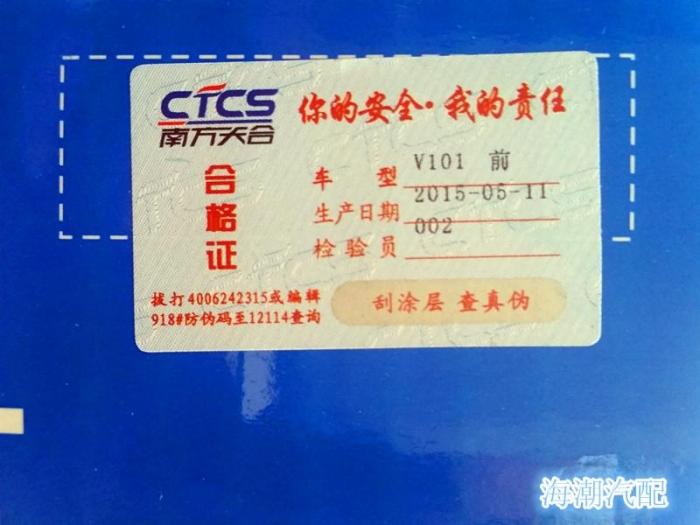 CTCS
南方天合
你的安全·我的责任
合格证
车 型 V101 前
生产日期 2015-05-11
检验员 002
拔打4006242315或编辑
918#防伪码至12114查询
刮涂层 查真伪
海潮汽配